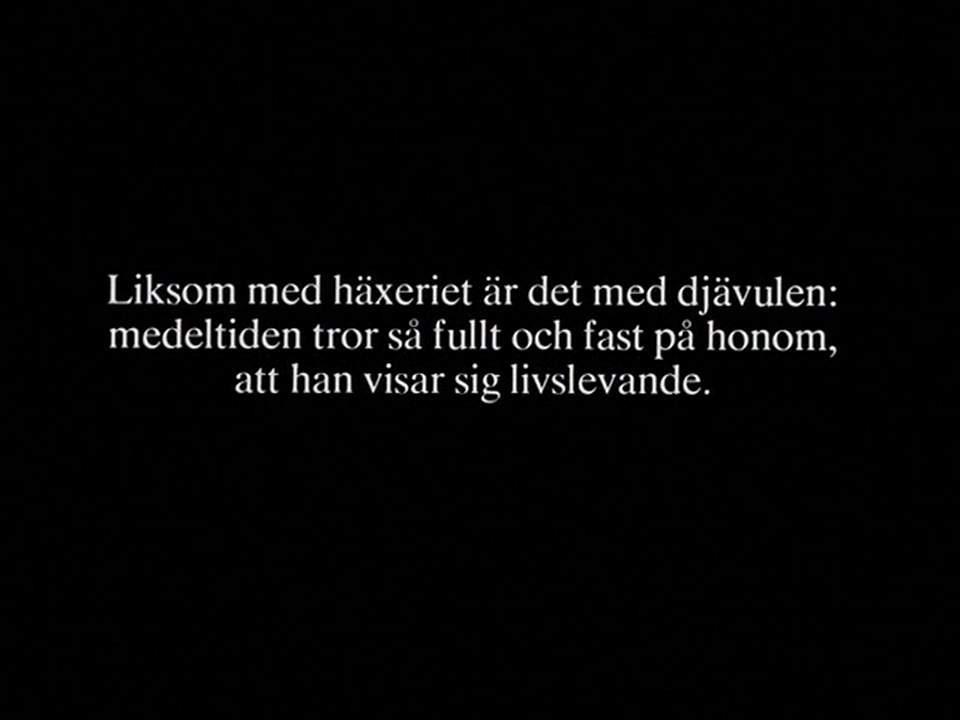 Liksom med häxeriet är det med djävulen:
medeltiden tror så fullt och fast på honom,
att han visar sig livslevande.